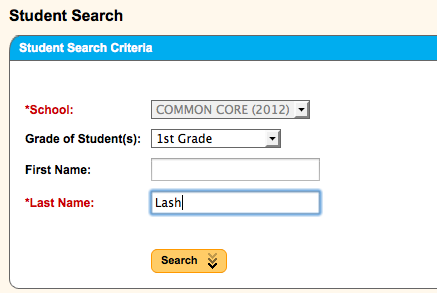 Student Search
Student Search Criteria
*School: COMMON CORE (2012)
Grade of Student(s): 1st Grade
First Name:
*Last Name: Lash
Search